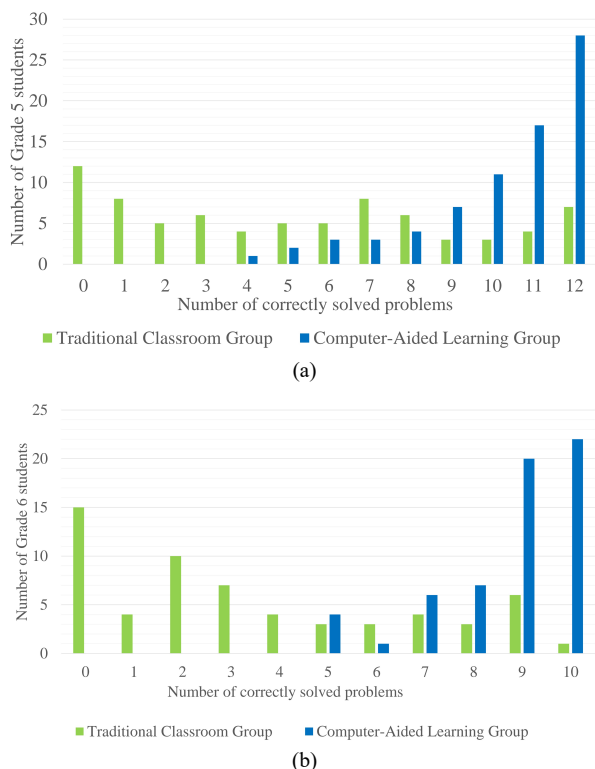 Number of Grade 5 students
30
25
20
15
10
5
0
0 1 2 3 4 5 6 7 8 9 10 11 12
Number of correctly solved problems
Traditional Classroom Group Computer-Aided Learning Group
(a)
Number of Grade 6 students
25
20
15
10
5
0
0 1 2 3 4 5 6 7 8 9 10
Number of correctly solved problems
Traditional Classroom Group Computer-Aided Learning Group
(b)